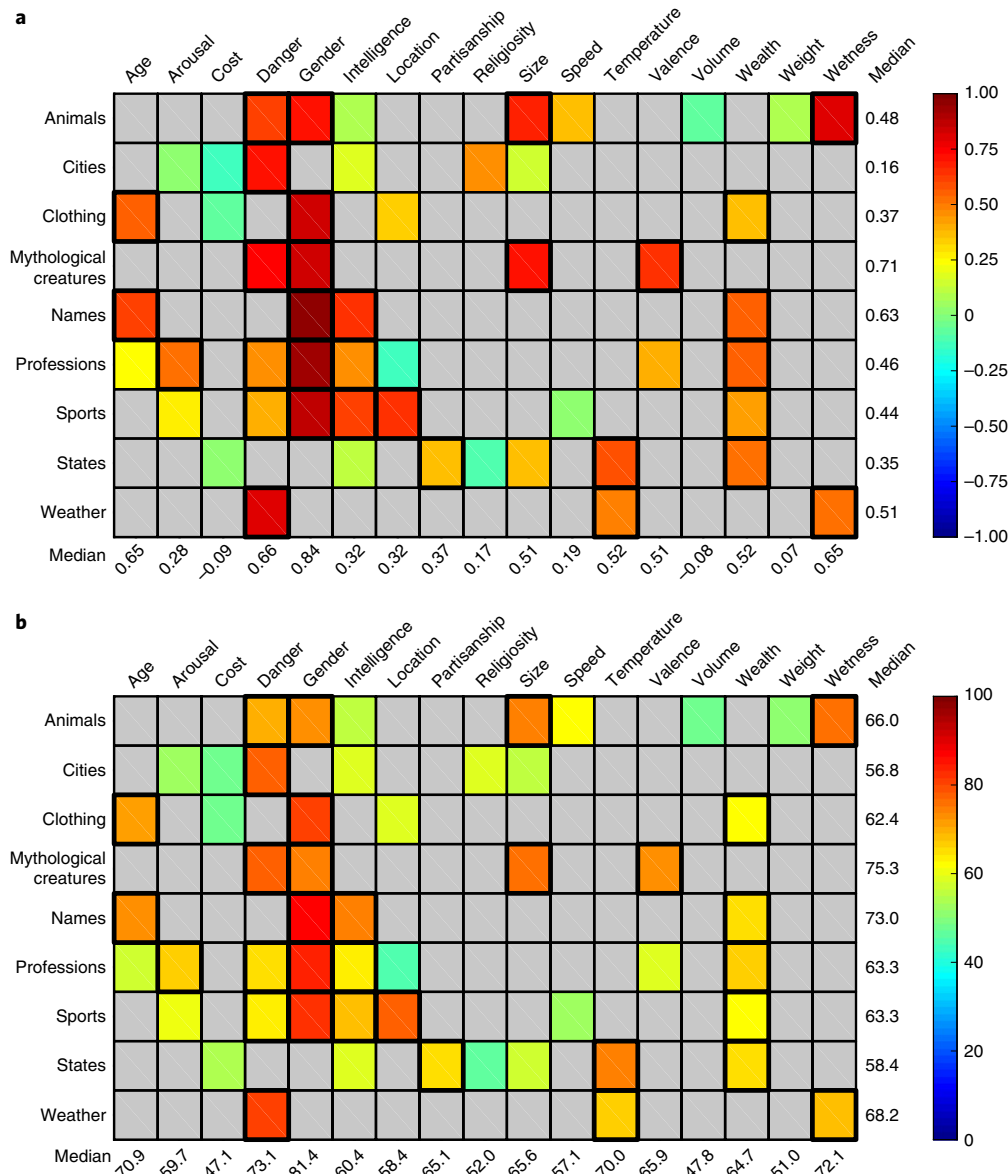 a
Age Arousal Cost Danger Gender Intelligence Location Partisanship Religiosity Size Speed Temperature Valence Volume Wealth Weight Wetness Median
Animals 0.48
Cities 0.16
Clothing 0.37
Mythological
creatures 0.71
Names 0.63
Professions 0.46
Sports 0.44
States 0.35
Weather 0.51
Median 0.65 0.28 –0.09 0.66 0.84 0.32 0.32 0.37 0.17 0.51 0.19 0.52 0.51 –0.08 0.52 0.07 0.65
1.00
0.75
0.50
0.25
0
–0.25
–0.50
–0.75
–1.00
b
Age Arousal Cost Danger Gender Intelligence Location Partisanship Religiosity Size Speed Temperature Valence Volume Wealth Weight Wetness Median
Animals 66.0
Cities 56.8
Clothing 62.4
Mythological
creatures 75.3
Names 73.0
Professions 63.3
Sports 63.3
States 58.4
Weather 68.2
Median 70.9 59.7 47.1 73.1 81.4 60.4 58.4 65.1 52.0 65.6 57.1 70.0 65.9 47.8 64.7 51.0 72.1
100
80
60
40
20
0